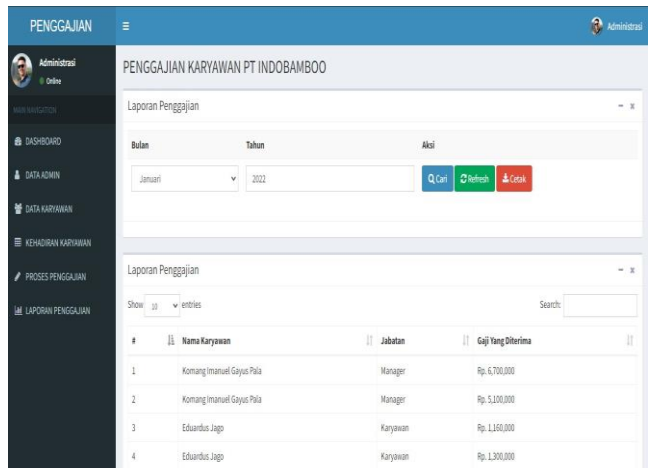 PENGGAJIAN
Administrasi
Administrasi
Online
MAIN NAVIGATION
DASHBOARD
DATA ADMIN
DATA KARYAWAN
KEHADIRAN KARYAWAN
PROSES PENGGAJIAN
LAPORAN PENGGAJIAN
PENGGAJIAN KARYAWAN PT INDOBAMBOO
Laporan Penggajian
Bulan Tahun Aksi
Januari 2022 Cari Refresh Cetak
Laporan Penggajian
Show 10 entries Search:
# Nama Karyawan Jabatan Gaji Yang Diterima
1 Komang Imanuel Gayus Pala Manager Rp. 6,700,000
2 Komang Imanuel Gayus Pala Manager Rp. 5,100,000
3 Eduardus Jago Karyawan Rp. 1,160,000
4 Eduardus Jago Karyawan Rp. 1,300,000